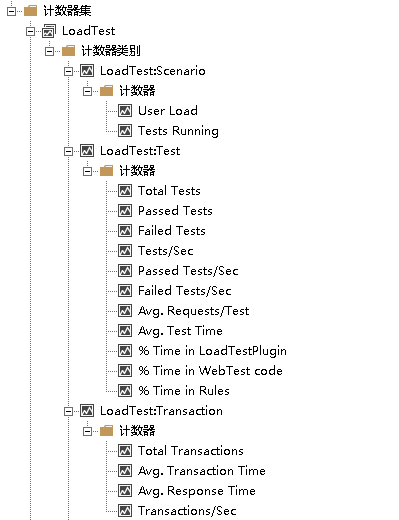 计数器集
LoadTest
计数器类别
LoadTest:Scenario
计数器
User Load
Tests Running
LoadTest:Test
计数器
Total Tests
Passed Tests
Failed Tests
Tests/Sec
Passed Tests/Sec
Failed Tests/Sec
Avg. Requests/Test
Avg. Test Time
% Time in LoadTestPlugin
% Time in WebTest code
% Time in Rules
LoadTest:Transaction
计数器
Total Transactions
Avg. Transaction Time
Avg. Response Time
Transactions/Sec